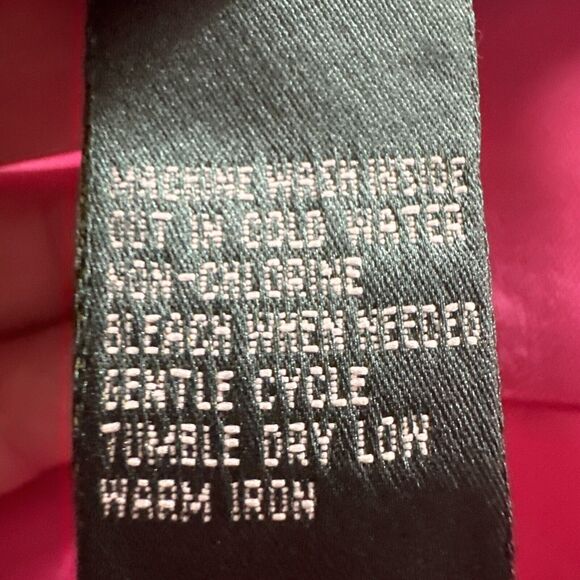 MACHINE WASH INSIDE
OUT IN COLD WATER
NON-CHLORINE
BLEACH WHEN NEEDED
GENTLE CYCLE
TUMBLE DRY LOW
WARM IRON